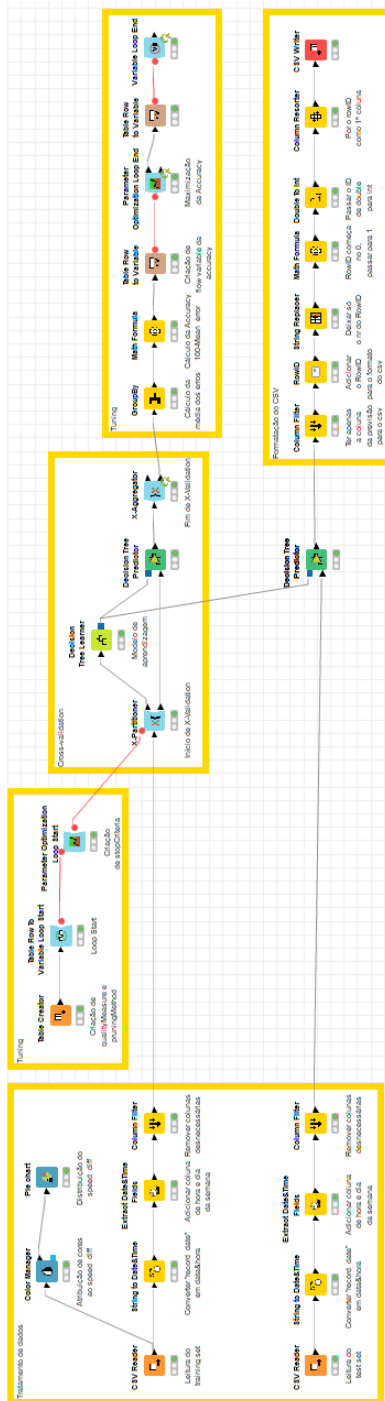 Tratamento de dados
Color Manager
Atribuição de cores
ao speed_diff
Pie chart
Distribuição do
speed_diff
CSV Reader
Leitura do
training set
String to Date&Time
Converter "record_date"
em data&hora
Extract Date&Time
Fields
Adicionar coluna
de hora e dia
da semana
Column Filter
Remover colunas
desnecessárias
CSV Reader
Leitura do
test set
String to Date&Time
Converter "record_date"
em data&hora
Extract Date&Time
Fields
Adicionar coluna
de hora e dia
da semana
Column Filter
Remover colunas
desnecessárias
Tuning
Table Creator
Criação de
qualityMeasure e
pruningMethod
Table Row To
Variable Loop Start
Loop Start
Parameter Optimization
Loop Start
Criação
de stopCriteria
Cross-validation
X-Partitioner
Início de X-Validation
Decision
Tree Learner
Modelo de
aprendizagem
Decision Tree
Predictor
X-Aggregator
Fim de X-Validation
Decision Tree
Predictor
Tuning
GroupBy
Cálculo da
média dos erros
Math Formula
Cálculo da Accuracy
100-Mean_error
Table Row
to Variable
Criação de
flow variable da
accuracy
Parameter
Optimization Loop End
Maximização
da Accuracy
Table Row
to Variable
Variable Loop End
Formatação do CSV
Column Filter
Ter apenas
a coluna
da previsão
para o csv
RowID
Adicionar
o RowID
para o formato
do csv
String Replacer
Deixar só
o nr do RowID
Math Formula
RowID começa
no 0,
passar para 1
Double To Int
Passar o ID
de double
para int
Column Resorter
Por o rowID
como 1ª coluna
CSV Writer